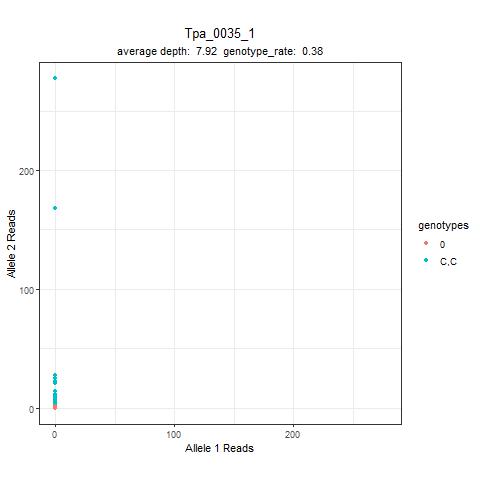 Tpa_0035_1
average depth: 7.92 genotype_rate: 0.38
200
100
0
Allele 2 Reads
0
100
200
Allele 1 Reads
genotypes
0
C,C